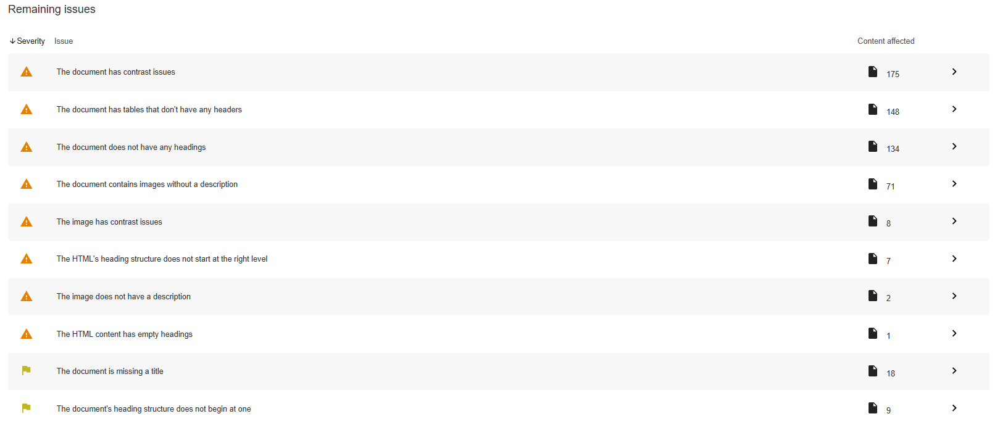 Remaining issues
Severity Issue Content affected
The document has contrast issues 175
The document has tables that don't have any headers 148
The document does not have any headings 134
The document contains images without a description 71
The image has contrast issues 8
The HTML's heading structure does not start at the right level 7
The image does not have a description 2
The HTML content has empty headings 1
The document is missing a title 18
The document's heading structure does not begin at one 9